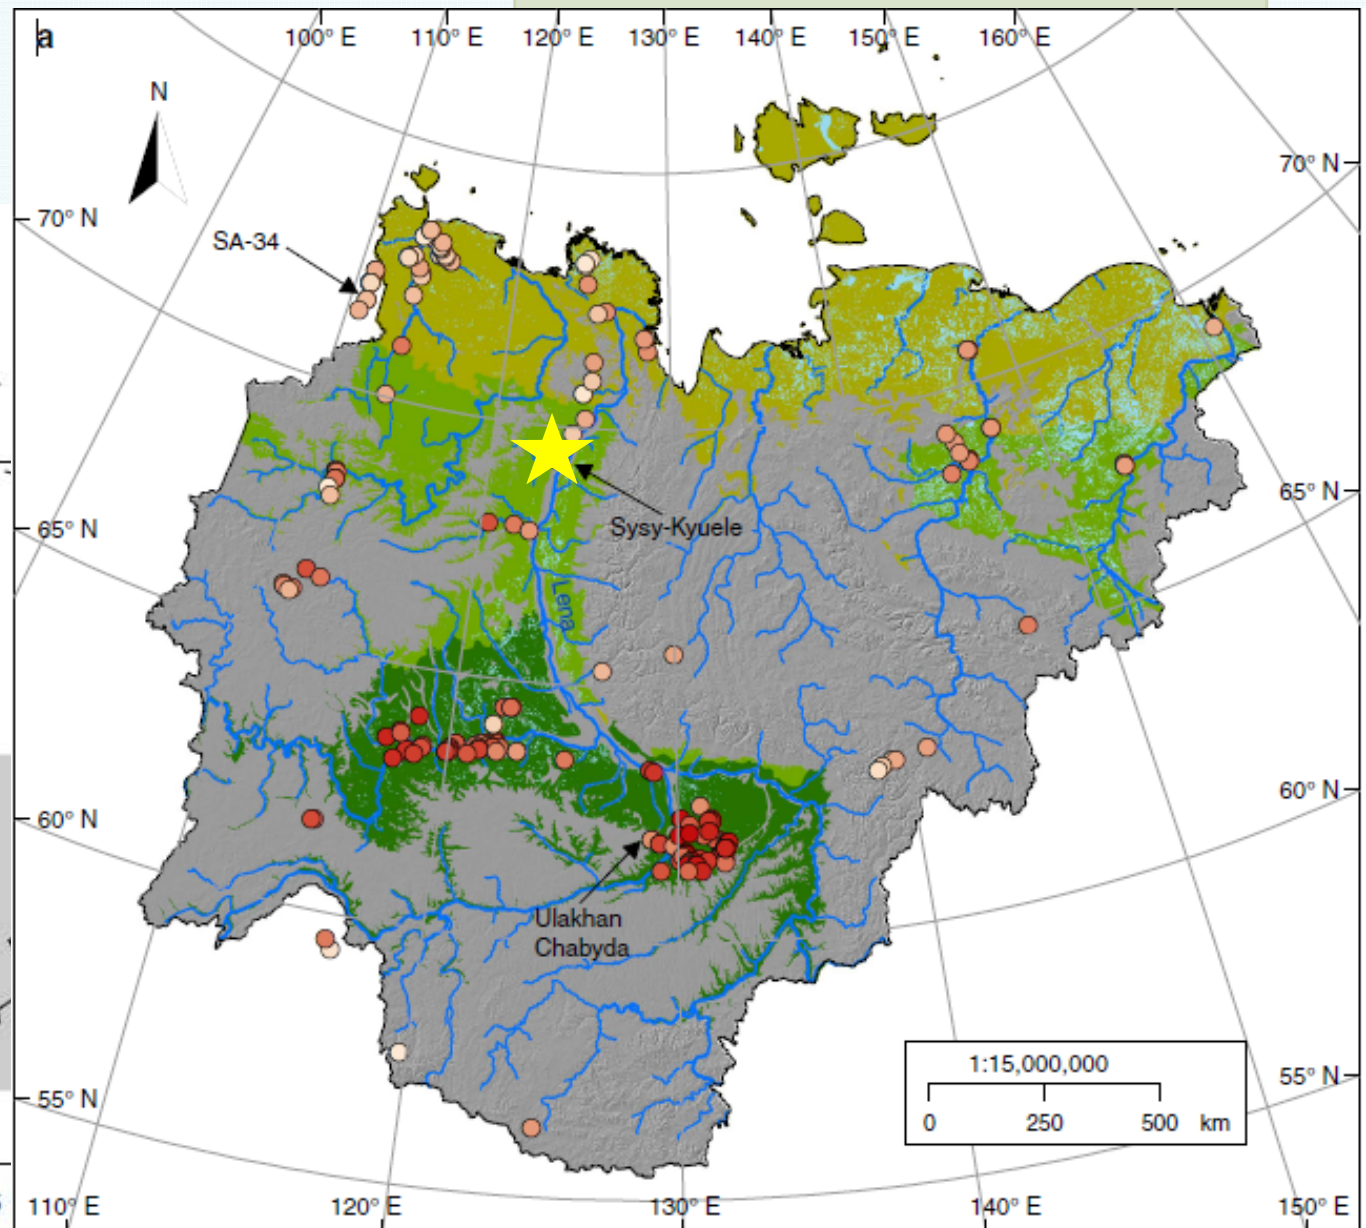 a
100° E 110° E 120° E 130° E 140° E 150° E 160° E
N
70° N
70° N
SA-34
65° N
65° N
Sysy-Kyuele
Lena
60° N
60° N
Ulakhan
Chabyda
55° N
55° N
1:15,000,000
0 250 500 km
110° E 120° E 130° E 140° E 150° E